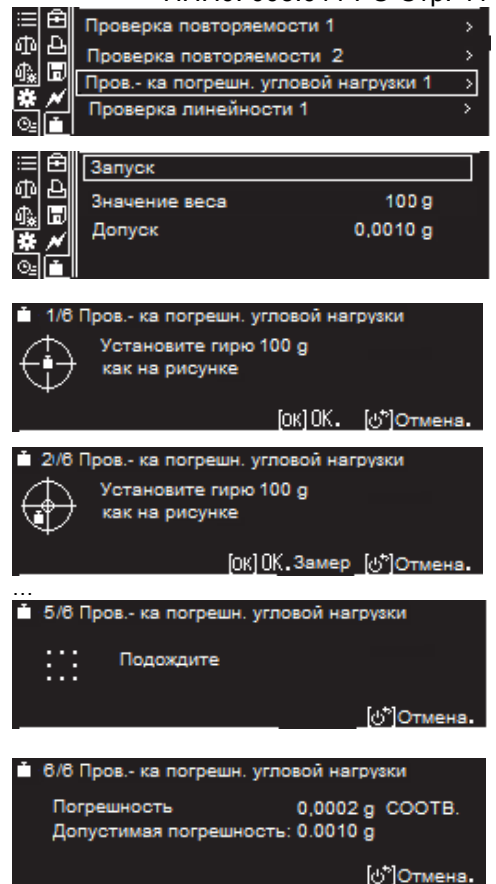 Проверка повторяемости 1 >
Проверка повторяемости 2 >
Пров.- ка погрешн. угловой нагрузки 1 >
Проверка линейности 1 >
Запуск
Значение веса 100 g
Допуск 0,0010 g
1/6 Пров.- ка погрешн. угловой нагрузки
Установите гирю 100 g
как на рисунке
[OK] OK. [⏻]Отмена.
2/6 Пров.- ка погрешн. угловой нагрузки
Установите гирю 100 g
как на рисунке
[OK] OK. Замер [⏻]Отмена.
...
5/6 Пров.- ка погрешн. угловой нагрузки
Подождите
[⏻]Отмена.
6/6 Пров.- ка погрешн. угловой нагрузки
Погрешность 0,0002 g СООТВ.
Допустимая погрешность: 0.0010 g
[⏻]Отмена.